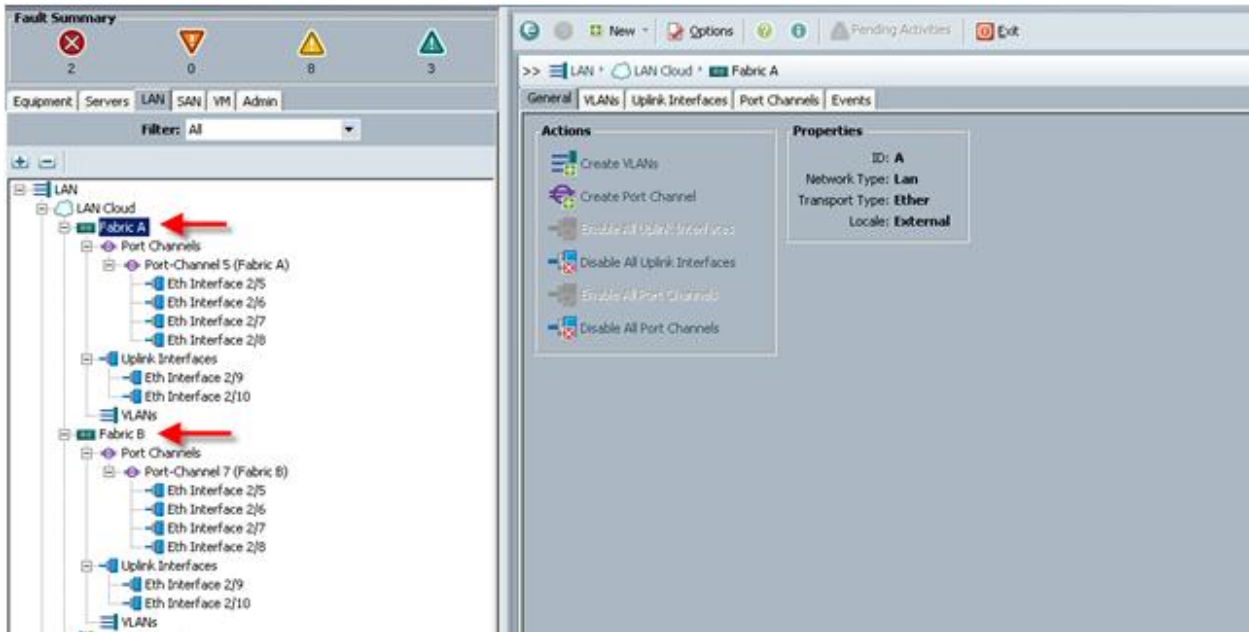 Fault Summary
2 0 8 3
Equipment Servers LAN SAN VM Admin
Filter: All
LAN
LAN Cloud
Fabric A
Port Channels
Port-Channel 5 (Fabric A)
Eth Interface 2/5
Eth Interface 2/6
Eth Interface 2/7
Eth Interface 2/8
Uplink Interfaces
Eth Interface 2/9
Eth Interface 2/10
VLANs
Fabric B
Port Channels
Port-Channel 7 (Fabric B)
Eth Interface 2/5
Eth Interface 2/6
Eth Interface 2/7
Eth Interface 2/8
Uplink Interfaces
Eth Interface 2/9
Eth Interface 2/10
VLANs
New Options Pending Activities Exit
>> LAN LAN Cloud Fabric A
General VLANs Uplink Interfaces Port Channels Events
Actions
Create VLANs
Create Port Channel
Enable All Uplink Interfaces
Disable All Uplink Interfaces
Enable All Port Channels
Disable All Port Channels
Properties
ID: A
Network Type: Lan
Transport Type: Ether
Locale: External